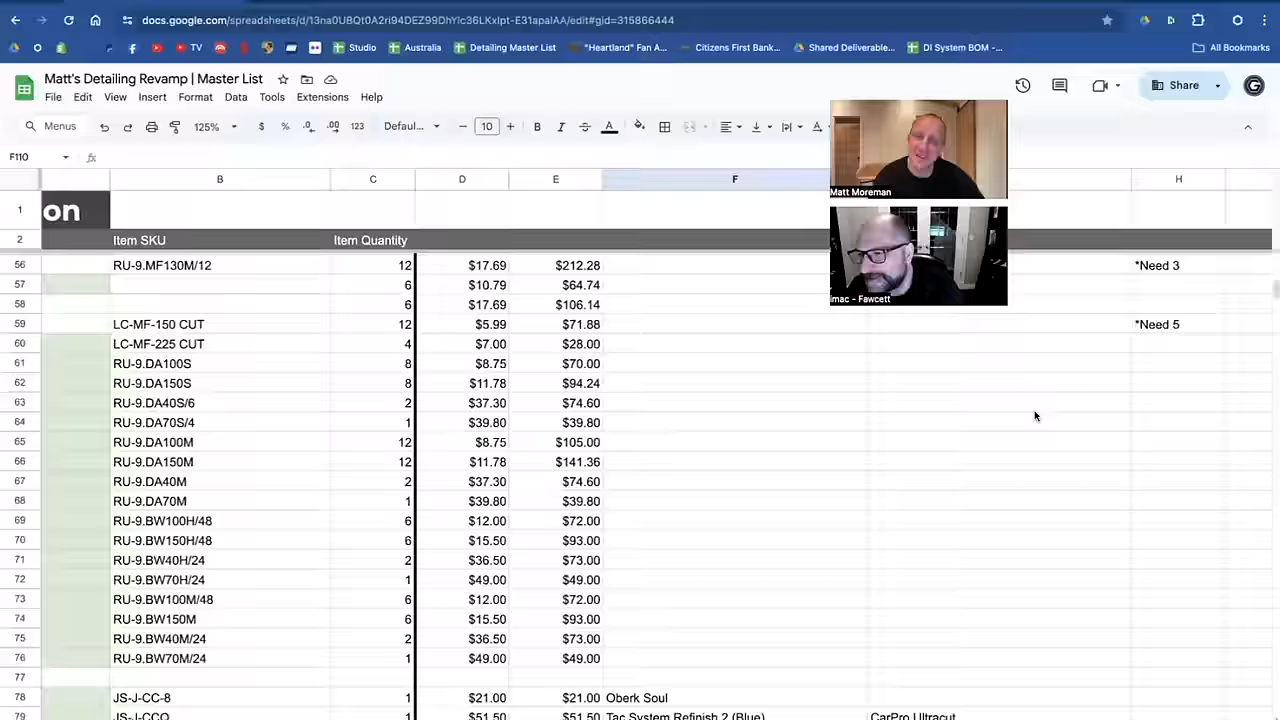 docs.google.com/spreadsheets/d/13na0U8Qt0A2ri94DEZ99DhYlc36LKxlpt-E31apalAA/edit#gid=315866444
TV Studio Australia Detailing Master List "Heartland" Fan A... Citizens First Bank... Shared Deliverable... DI System BOM –... All Bookmarks
Matt's Detailing Revamp | Master List
File Edit View Insert Format Data Tools Extensions Help
Share
Menus 125% $ % .0 .00 123 Defaul... 10 B I A A
F110 fx
B C D E F H
1 on
2 Item SKU Item Quantity
56 RU-9.MF130M/12 12 $17.69 $212.28 *Need 3
57 6 $10.79 $64.74
58 6 $17.69 $106.14
59 LC-MF-150 CUT 12 $5.99 $71.88 *Need 5
60 LC-MF-225 CUT 4 $7.00 $28.00
61 RU-9.DA100S 8 $8.75 $70.00
62 RU-9.DA150S 8 $11.78 $94.24
63 RU-9.DA40S/6 2 $37.30 $74.60
64 RU-9.DA70S/4 1 $39.80 $39.80
65 RU-9.DA100M 12 $8.75 $105.00
66 RU-9.DA150M 12 $11.78 $141.36
67 RU-9.DA40M 2 $37.30 $74.60
68 RU-9.DA70M 1 $39.80 $39.80
69 RU-9.BW100H/48 6 $12.00 $72.00
70 RU-9.BW150H/48 6 $15.50 $93.00
71 RU-9.BW40H/24 2 $36.50 $73.00
72 RU-9.BW70H/24 1 $49.00 $49.00
73 RU-9.BW100M/48 6 $12.00 $72.00
74 RU-9.BW150M 6 $15.50 $93.00
75 RU-9.BW40M/24 2 $36.50 $73.00
76 RU-9.BW70M/24 1 $49.00 $49.00
77
78 JS-J-CC-8 1 $21.00 $21.00 Oberk Soul
79 JS-J-CCO 1 $51.50 $51.50 Tac System Refinish 2 (Blue) CarPro Ultracut
Matt Moreman
imac - Fawcett